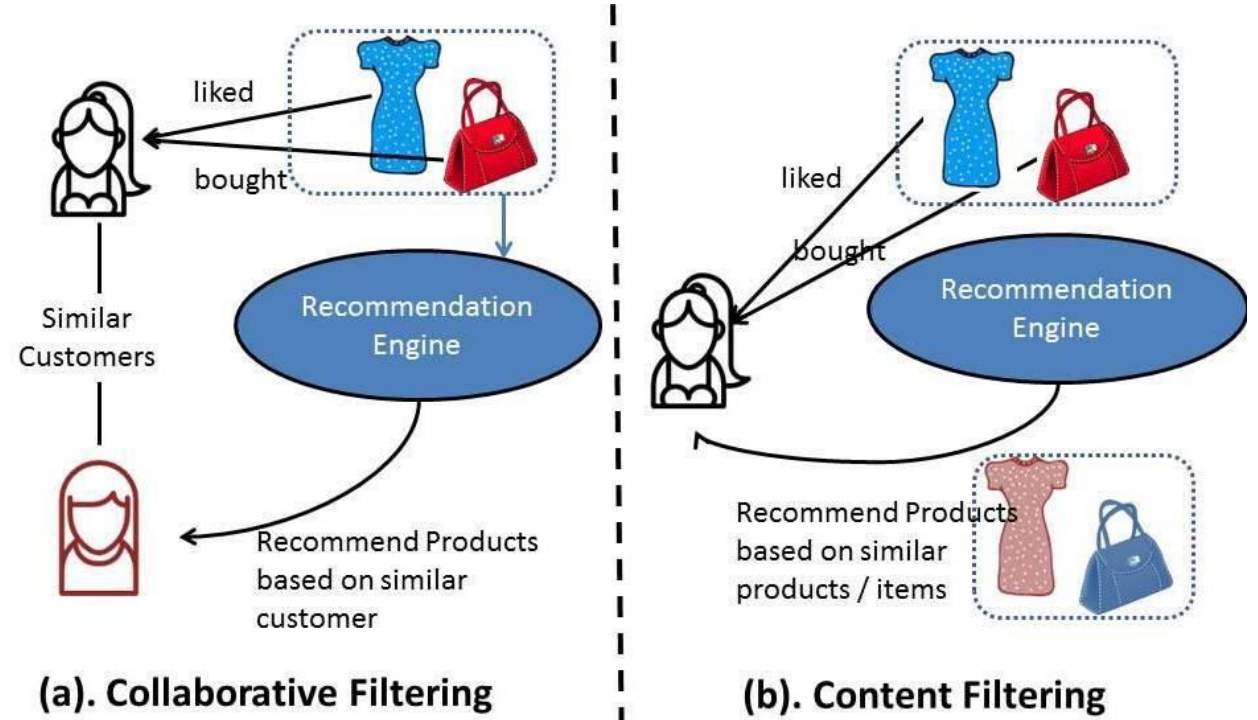 liked
bought
Recommendation
Engine
Similar
Customers
Recommend Products
based on similar
customer
(a). Collaborative Filtering
liked
bought
Recommendation
Engine
Recommend Products
based on similar
products / items
(b). Content Filtering